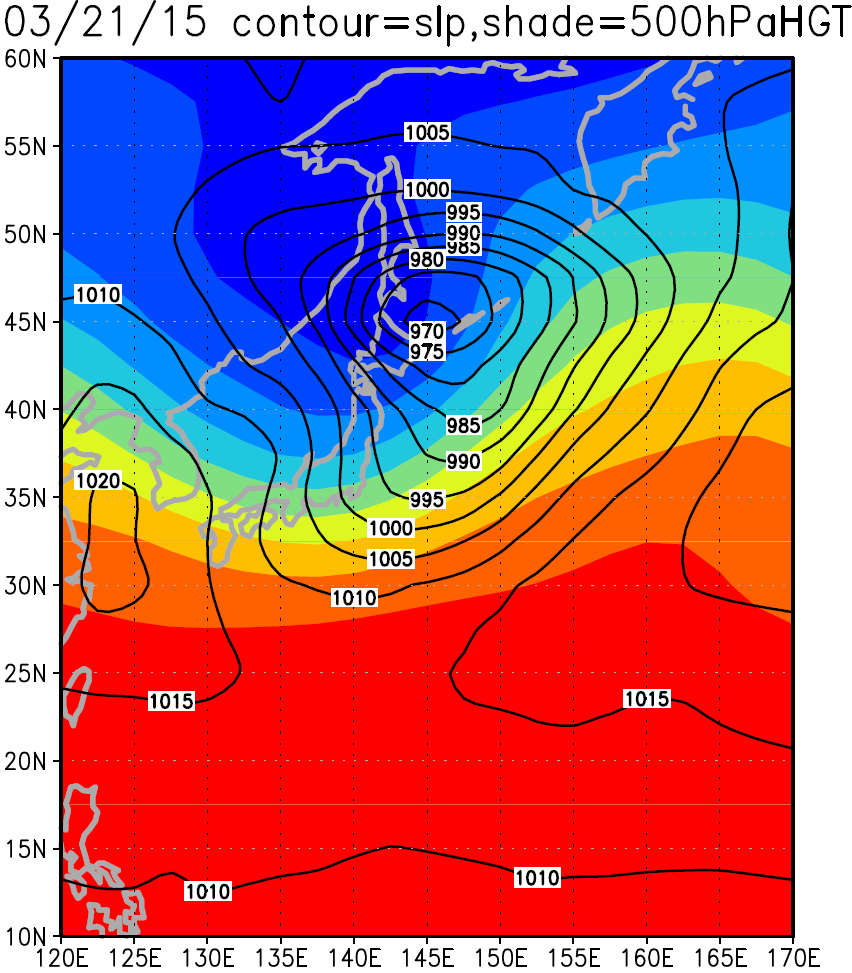 03/21/15 contour=slp,shade=500hPaHGT
60N
55N
50N
45N
40N
35N
30N
25N
20N
15N
10N
1005
1000
995
990
985
980
1010
970
975
985
990
1020
995
1000
1005
1010
1015
1015
1010
1010
120E 125E 130E 135E 140E 145E 150E 155E 160E 165E 170E